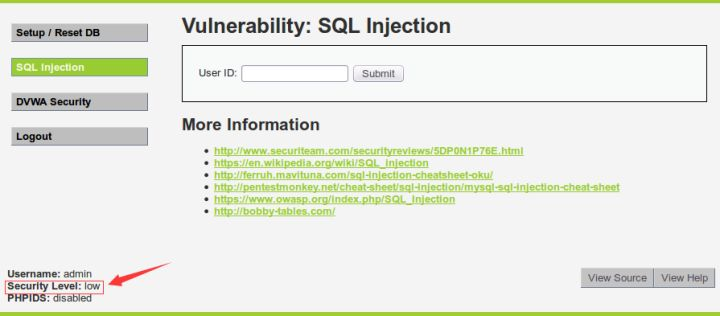 Vulnerability: SQL Injection
Setup / Reset DB
SQL Injection
DVWA Security
Logout
User ID:
Submit
More Information
http://www.securiteam.com/securityreviews/5DP0N1P76E.html
https://en.wikipedia.org/wiki/SQL_injection
http://ferruh.mavituna.com/sql-injection-cheatsheet-oku/
http://pentestmonkey.net/cheat-sheet/sql-injection/mysql-sql-injection-cheat-sheet
https://www.owasp.org/index.php/SQL_Injection
http://bobby-tables.com/
Username: admin
Security Level: low
PHPIDS: disabled
View Source
View Help